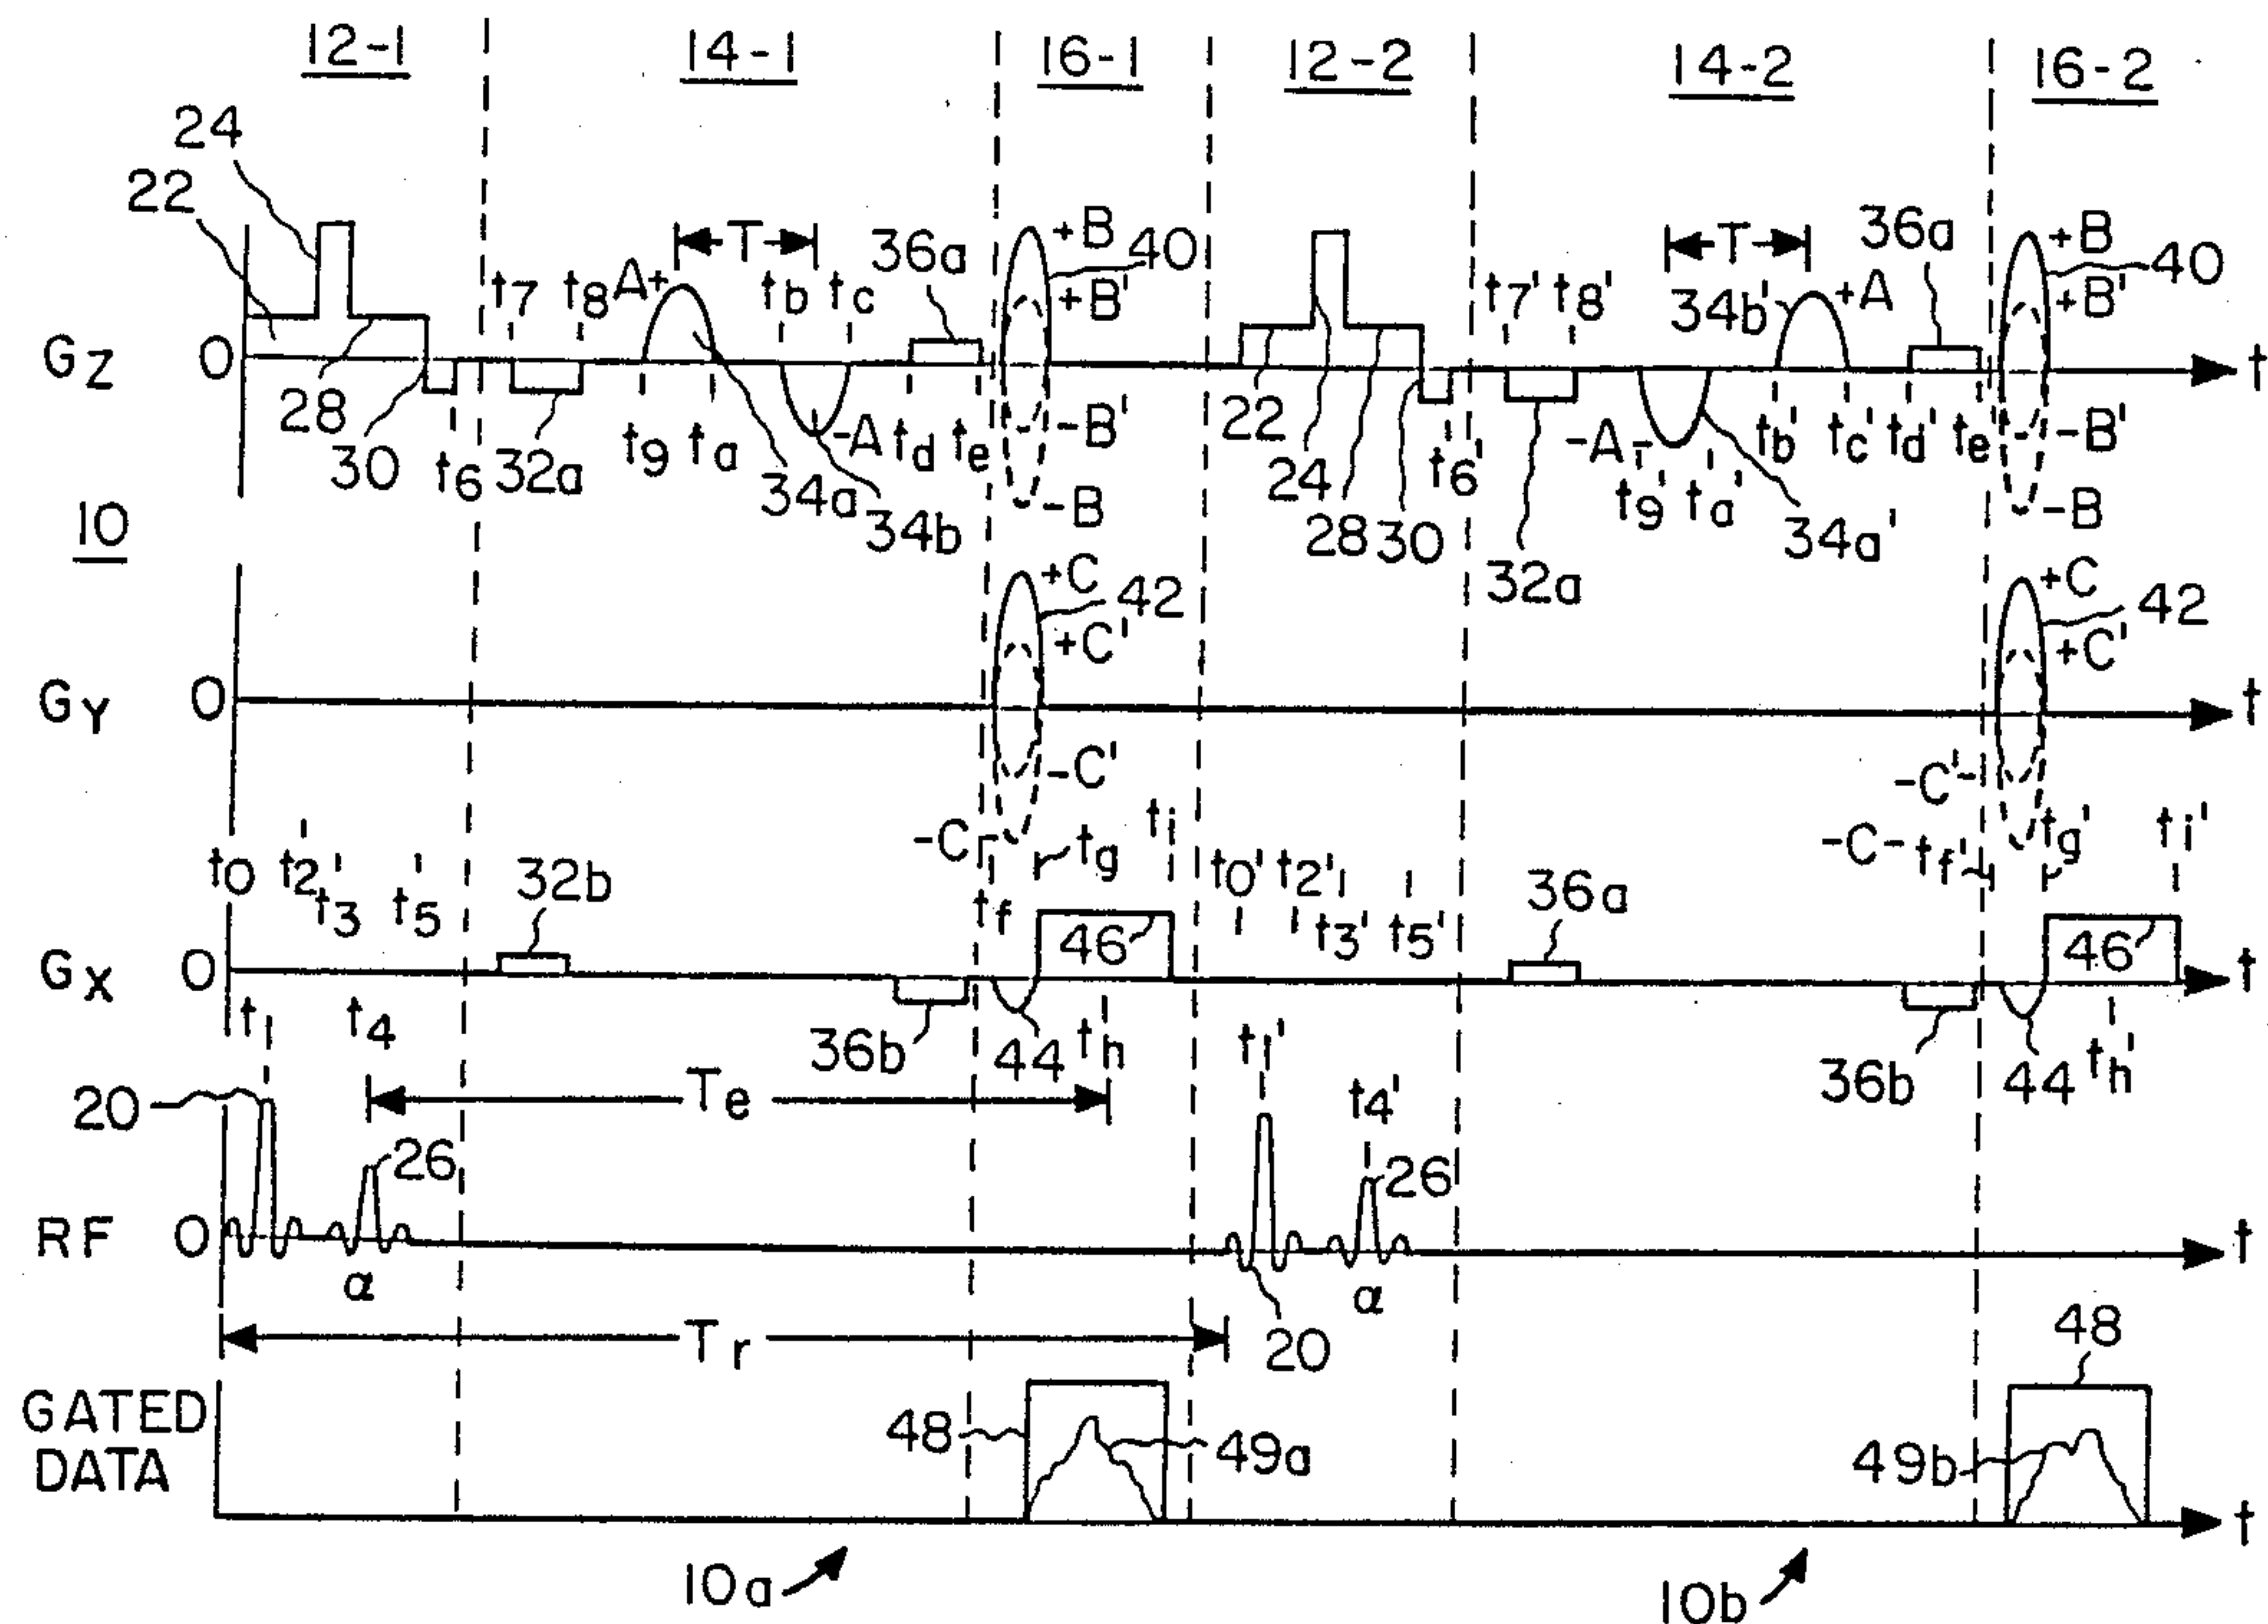 12-1 14-1 16-1 12-2 14-2 16-2
24
22
T
36a
+B
40
+B'
t7 t8 A+ tb tc
GZ 0
28
30
t6 32a
t9 ta
34a
34b
-A td te
-B'
-B
22
24
28 30
t6'
32a
t7' t8'
T
34b'
+A
36a
+B
40
+B'
t
-A
t9' ta'
34a'
tb' tc' td' te'
-B'
-B
10
+C
42
+C'
GY 0
-C'
-C
+C
42
+C'
t
-C'
-C
t0 t2 t3 t5
32b
tf tg ti
t0' t2' t3' t5'
36a
tf' tg' ti'
GX 0
46
46
t
t1 t4
36b
44
th
t1'
t4'
36b
44
th'
20
Te
26
26
RF 0
t
α
α
Tr
20
48
GATED
DATA
48
49a
49b
t
10a
10b